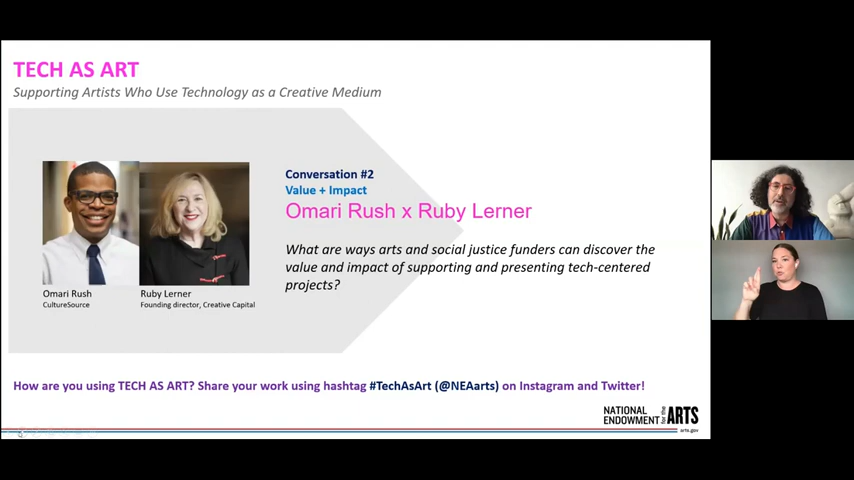 TECH AS ART
Supporting Artists Who Use Technology as a Creative Medium
Conversation #2
Value + Impact
Omari Rush x Ruby Lerner
What are ways arts and social justice funders can discover the
value and impact of supporting and presenting tech-centered
projects?
Omari Rush
CultureSource
Ruby Lerner
Founding director, Creative Capital
How are you using TECH AS ART? Share your work using hashtag #TechAsArt (@NEAarts) on Instagram and Twitter!
NATIONAL
ENDOWMENT for the ARTS
arts.gov